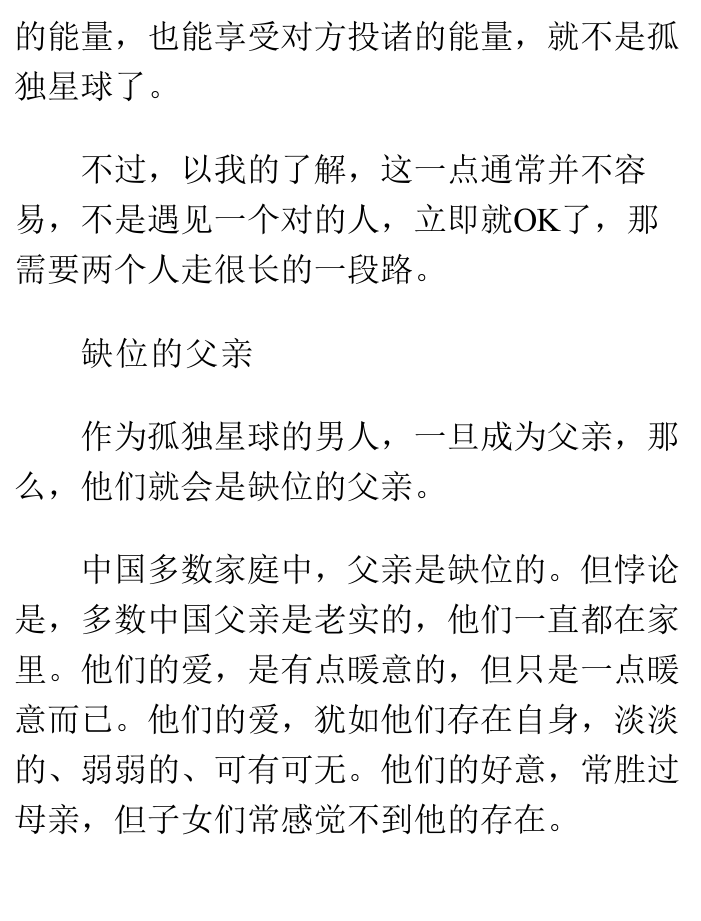 的能量，也能享受对方投诸的能量，就不是孤
独星球了。
不过，以我的了解，这一点通常并不容
易，不是遇见一个对的人，立即就OK了，那
需要两个人走很长的一段路。
缺位的父亲
作为孤独星球的男人，一旦成为父亲，那
么，他们就会是缺位的父亲。
中国多数家庭中，父亲是缺位的。但悖论
是，多数中国父亲是老实的，他们一直都在家
里。他们的爱，是有点暖意的，但只是一点暖
意而已。他们的爱，犹如他们存在自身，淡淡
的、弱弱的、可有可无。他们的好意，常胜过
母亲，但子女们常感觉不到他的存在。